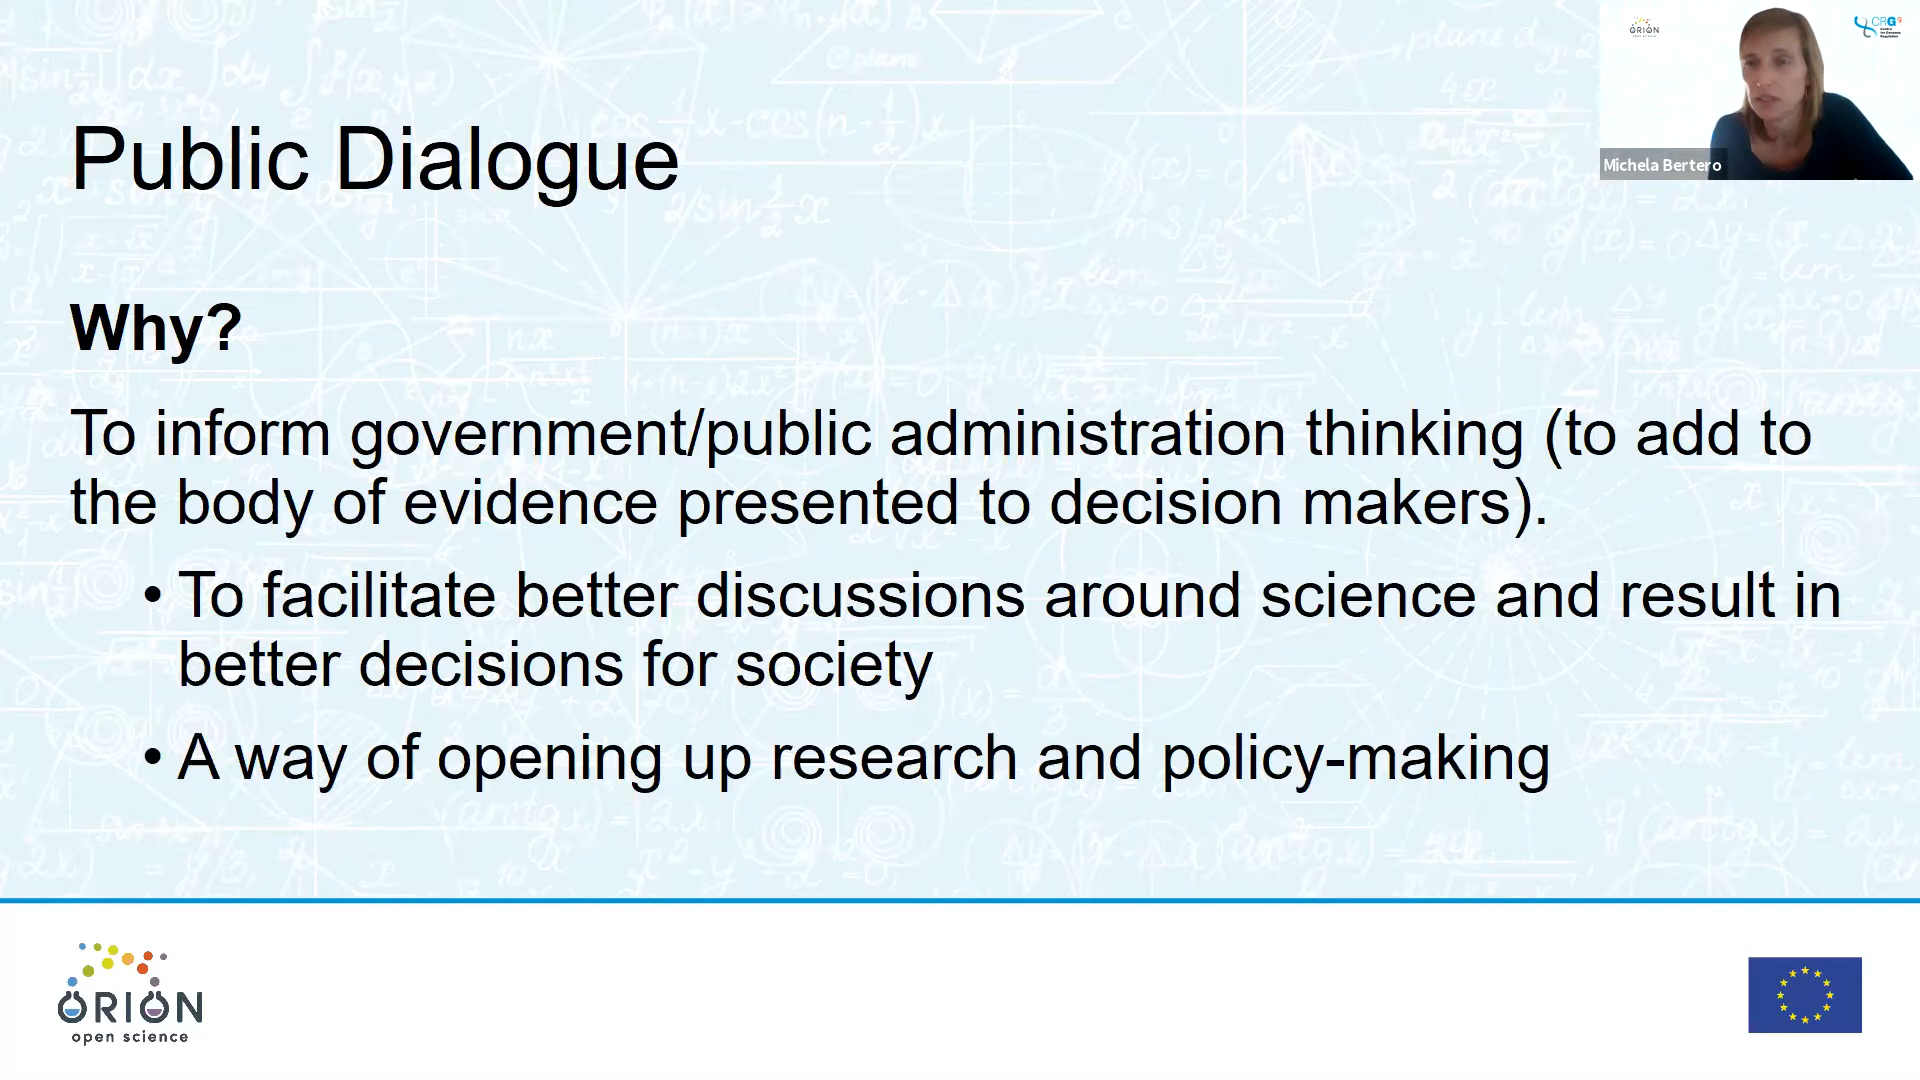 Public Dialogue
ORION
CRG
Michela Bertero
Why?
To inform government/public administration thinking (to add to
the body of evidence presented to decision makers).
• To facilitate better discussions around science and result in
better decisions for society
• A way of opening up research and policy-making
ORION
open science